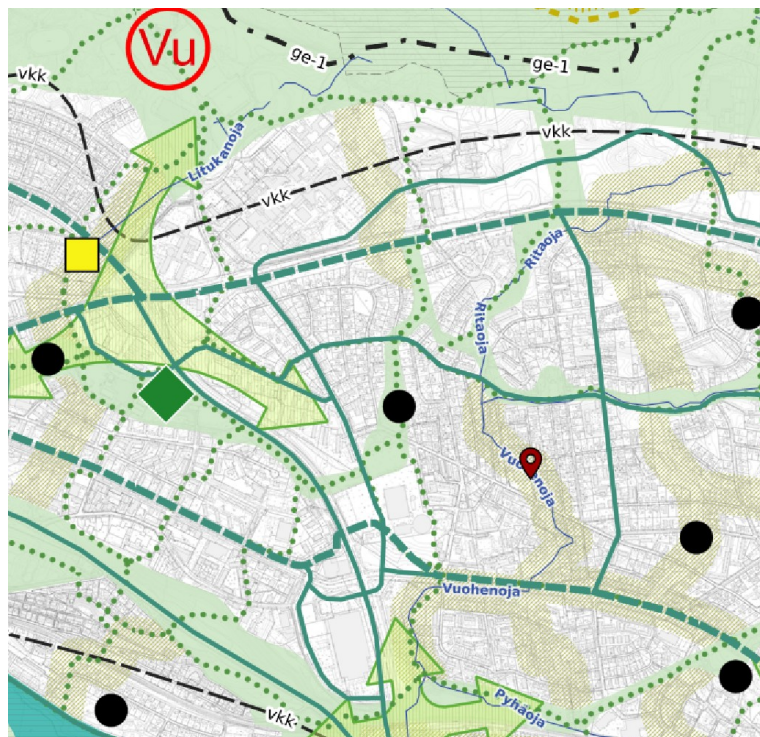 Vu
ge-1
ge-1
vkk
vkk
Litukanoja
vkk
Ritaoja
Ritaoja
Vuohenoja
Vuohenoja
Pyhäoja
vkk